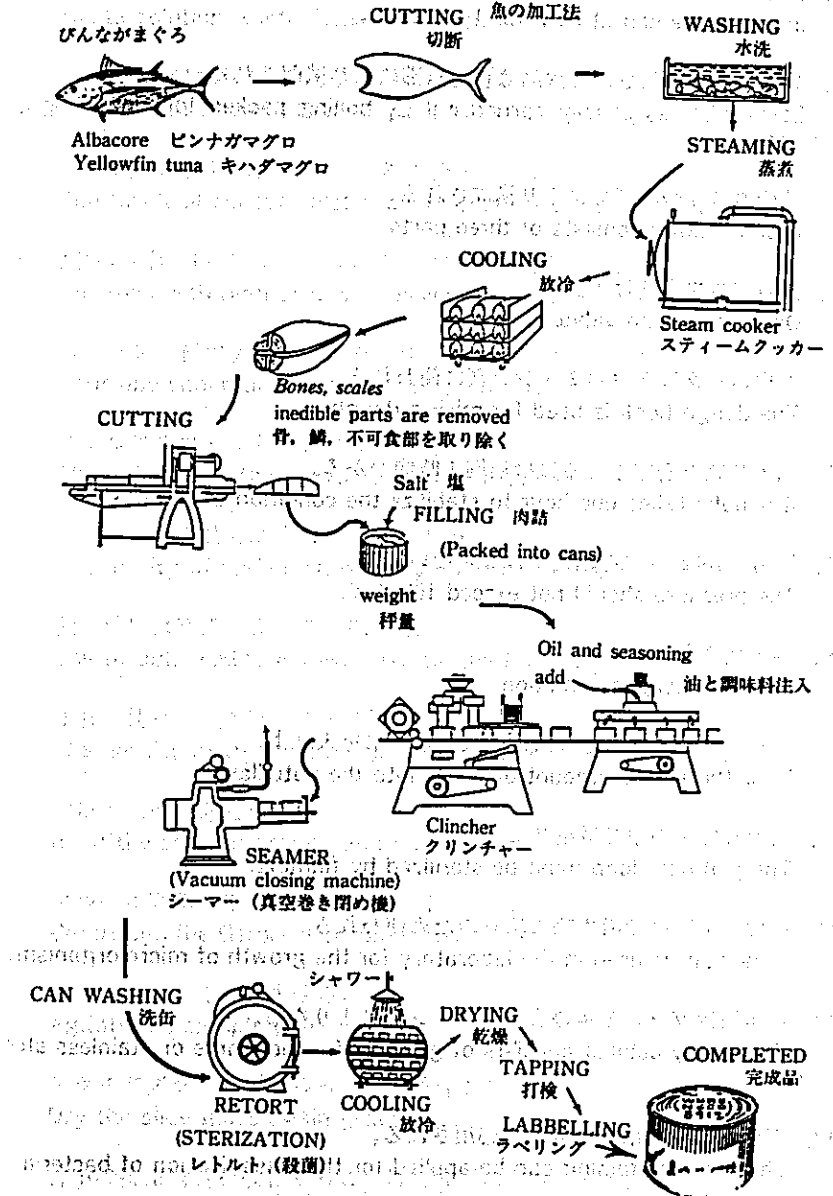 魚の加工法
びんながまぐろ
CUTTING
切断
WASHING
水洗
Albacore ビンナガマグロ
Yellowfin tuna キハダマグロ
STEAMING
蒸煮
COOLING
放冷
Steam cooker
スティームクッカー
Bones, scales
inedible parts are removed
骨，鱗，不可食部を取り除く
CUTTING
Salt 塩
FILLING 肉詰
(Packed into cans)
weight
秤量
Oil and seasoning
add
油と調味料注入
Clincher
クリンチャー
SEAMER
(Vacuum closing machine)
シーマー (真空巻き閉め機)
CAN WASHING
洗缶
シャワー
RETORT
(STERIZATION)
レトルト (殺菌)
COOLING
放冷
DRYING
乾燥
TAPPING
打検
LABBELLING
ラベリング
COMPLETED
完成品